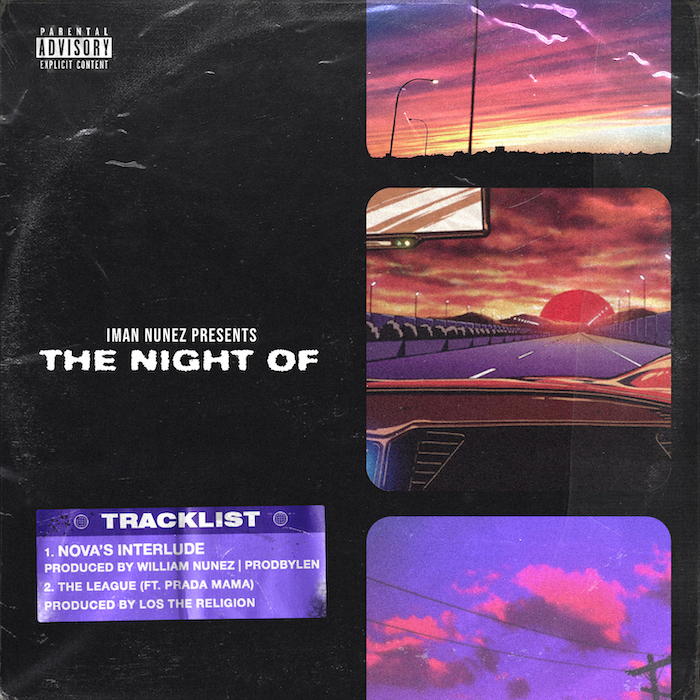 PARENTAL
ADVISORY
EXPLICIT CONTENT
IMAN NUNEZ PRESENTS
THE NIGHT OF
TRACKLIST
1. NOVA'S INTERLUDE
PRODUCED BY WILLIAM NUNEZ | PRODBYLEN
2. THE LEAGUE (FT. PRADA MAMA)
PRODUCED BY LOS THE RELIGION